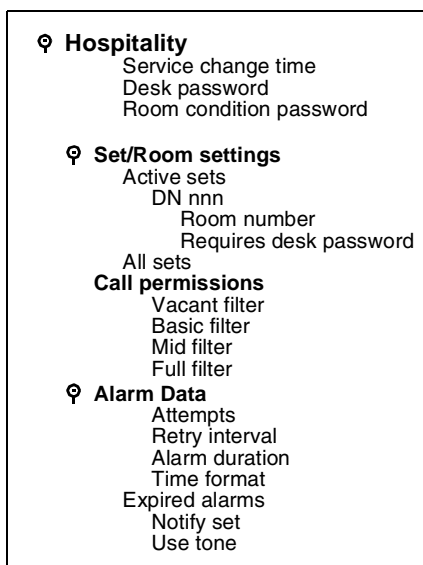 Hospitality
Service change time
Desk password
Room condition password
Set/Room settings
Active sets
DN nnn
Room number
Requires desk password
All sets
Call permissions
Vacant filter
Basic filter
Mid filter
Full filter
Alarm Data
Attempts
Retry interval
Alarm duration
Time format
Expired alarms
Notify set
Use tone